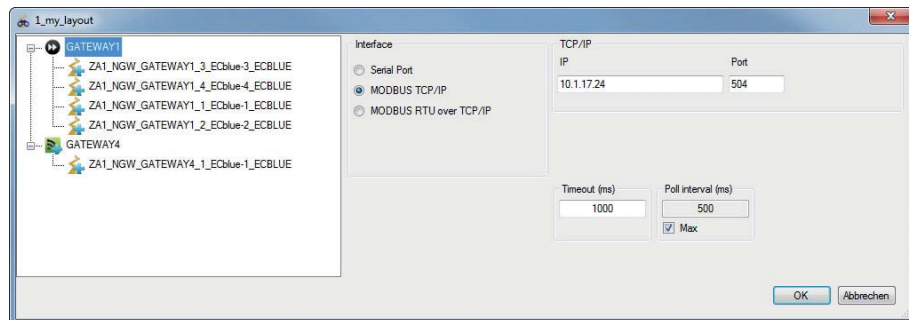 1_my_layout
GATEWAY1
ZA1_NGW_GATEWAY1_3_ECblue-3_ECBLUE
ZA1_NGW_GATEWAY1_4_ECblue-4_ECBLUE
ZA1_NGW_GATEWAY1_1_ECblue-1_ECBLUE
ZA1_NGW_GATEWAY1_2_ECblue-2_ECBLUE
GATEWAY4
ZA1_NGW_GATEWAY4_1_ECblue-1_ECBLUE
Interface
Serial Port
MODBUS TCP/IP
MODBUS RTU over TCP/IP
TCP/IP
IP Port
10.1.17.24 504
Timeout (ms) Poll interval (ms)
1000 500
Max
OK Abbrechen